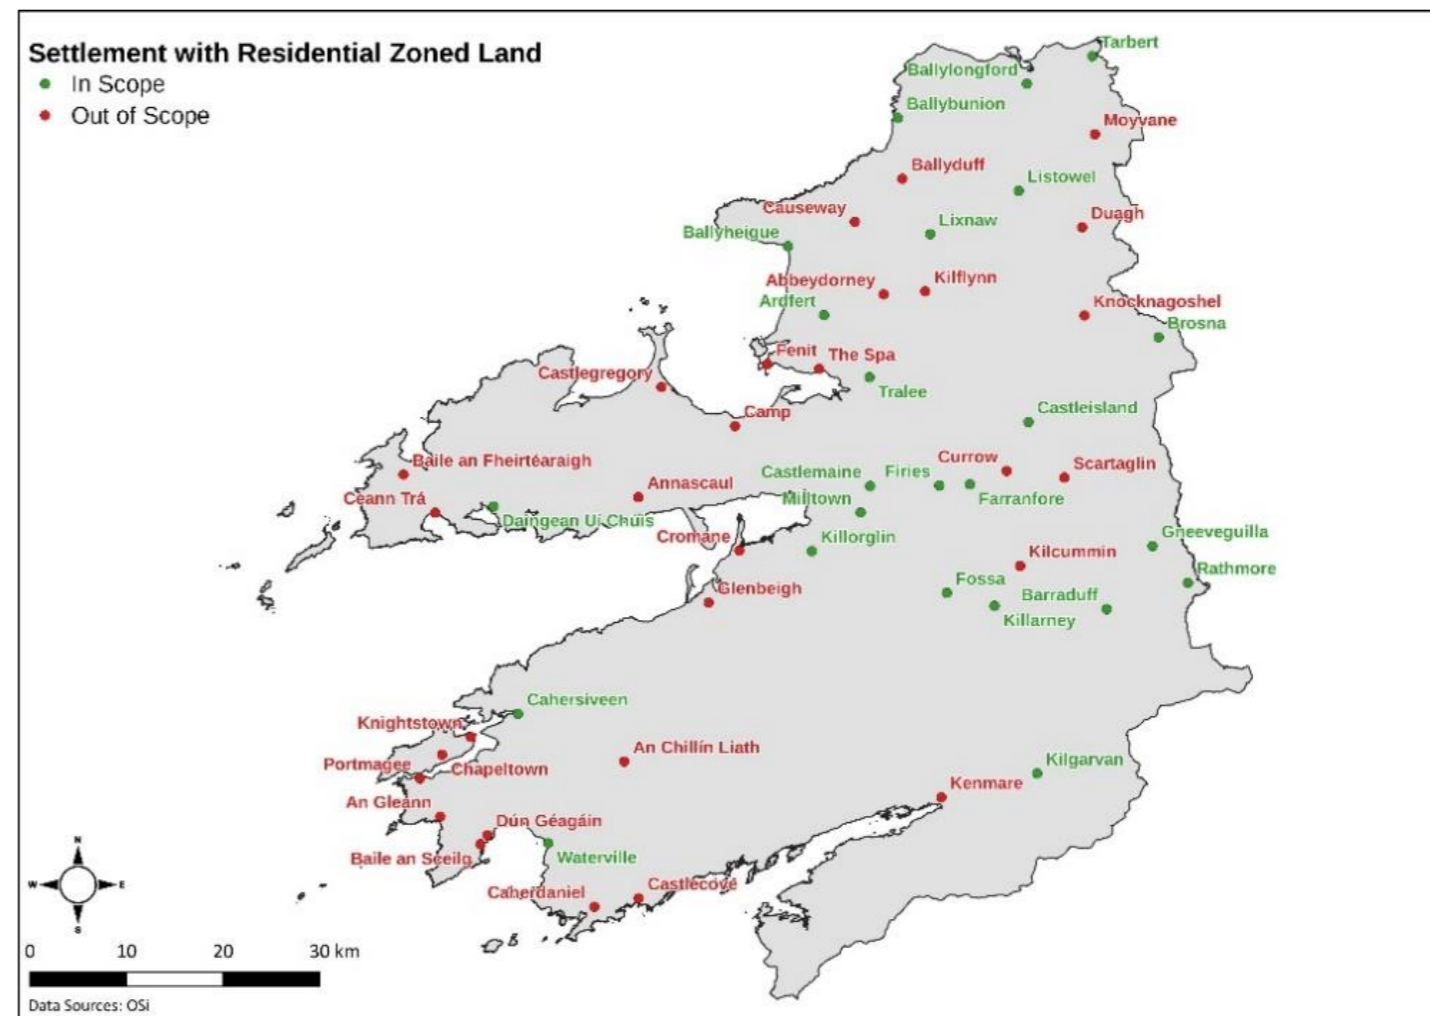 Settlement with Residential Zoned Land
In Scope
Out of Scope
Tarbert
Ballylongford
Ballybunion
Moyvane
Ballyduff
Listowel
Causeway
Duagh
Lixnaw
Ballyheigue
Abbeydorney
Kilflynn
Ardfert
Knocknagoshel
Brosna
Fenit
The Spa
Castlegregory
Tralee
Camp
Castleisland
Baile an Fheirtéaraigh
Currow
Scartaglin
Castlemaine
Firies
Annascaul
Ceann Trá
Milltown
Farranfore
Daingean Uí Chúis
Cromane
Killorglin
Gneeveguilla
Kilcummin
Rathmore
Glenbeigh
Fossa
Barraduff
Killarney
Cahersiveen
Knightstown
An Chillín Liath
Portmagee
Chapeltown
Kilgarvan
Kenmare
An Gleann
Dún Géagáin
Baile an Sceilg
Waterville
Caherdaniel
Castlecove
N
W
E
S
0 10 20 30 km
Data Sources: OSi